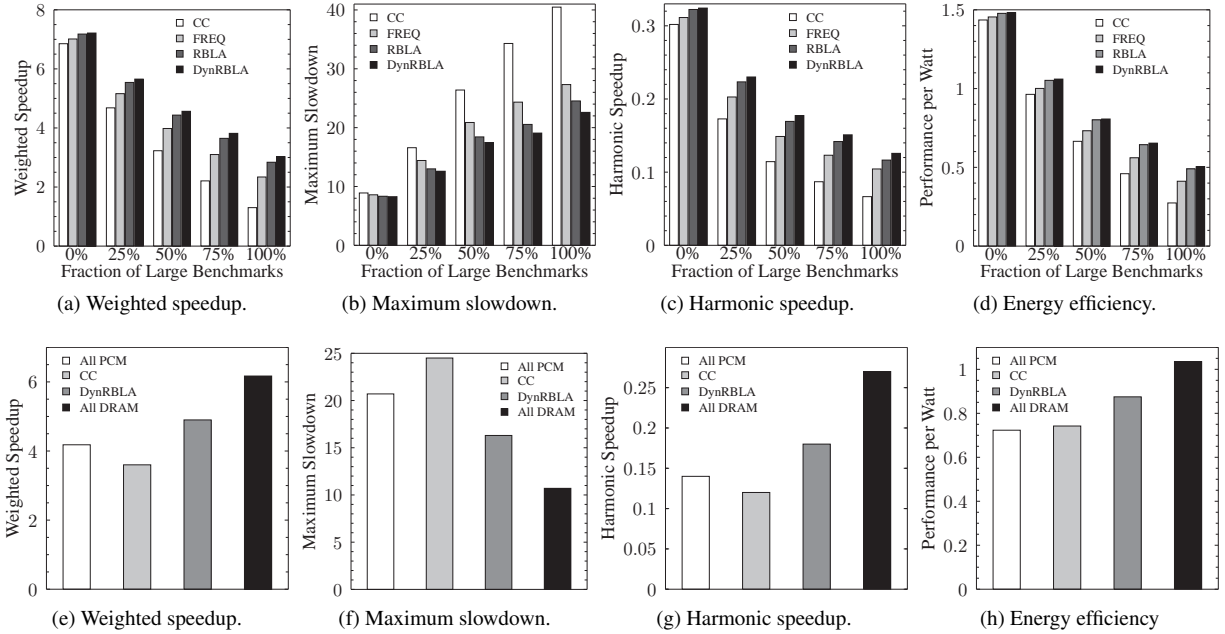 Weighted Speedup
8
6
4
2
0
CC
FREQ
RBLA
DynRBLA
0% 25% 50% 75% 100%
Fraction of Large Benchmarks
(a) Weighted speedup.
Maximum Slowdown
40
30
20
10
0
CC
FREQ
RBLA
DynRBLA
0% 25% 50% 75% 100%
Fraction of Large Benchmarks
(b) Maximum slowdown.
Harmonic Speedup
0.3
0.2
0.1
0
CC
FREQ
RBLA
DynRBLA
0% 25% 50% 75% 100%
Fraction of Large Benchmarks
(c) Harmonic speedup.
Performance per Watt
1.5
1
0.5
0
CC
FREQ
RBLA
DynRBLA
0% 25% 50% 75% 100%
Fraction of Large Benchmarks
(d) Energy efficiency.
Weighted Speedup
6
4
2
0
All PCM
CC
DynRBLA
All DRAM
(e) Weighted speedup.
Maximum Slowdown
25
20
15
10
5
0
All PCM
CC
DynRBLA
All DRAM
(f) Maximum slowdown.
Harmonic Speedup
0.25
0.2
0.15
0.1
0.05
0
All PCM
CC
DynRBLA
All DRAM
(g) Harmonic speedup.
Performance per Watt
1
0.8
0.6
0.4
0.2
0
All PCM
CC
DynRBLA
All DRAM
(h) Energy efficiency